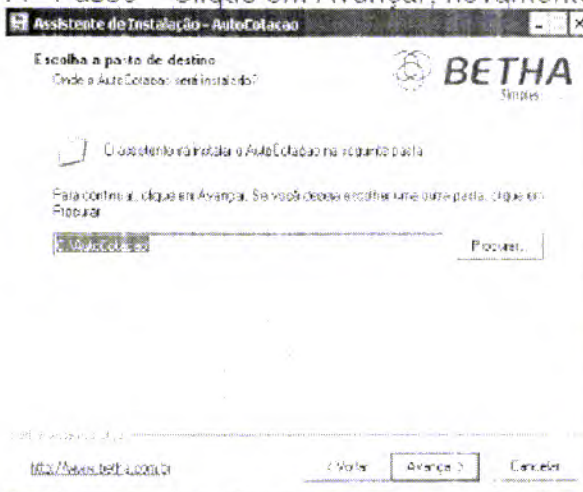 Clique em Avançar, novamente
Assistente de Instalação - AutoCotacao
Escolha a pasta de destino
Onde o AutoCotacao será instalado?
BETHA
Simples
O assistente irá instalar o AutoCotacao na seguinte pasta
Para continuar, clique em Avançar. Se você deseja escolher uma outra pasta, clique em
Procurar
C:\AutoCotacao
Procurar...
http://www.betha.com.br
< Voltar
Avançar >
Cancelar